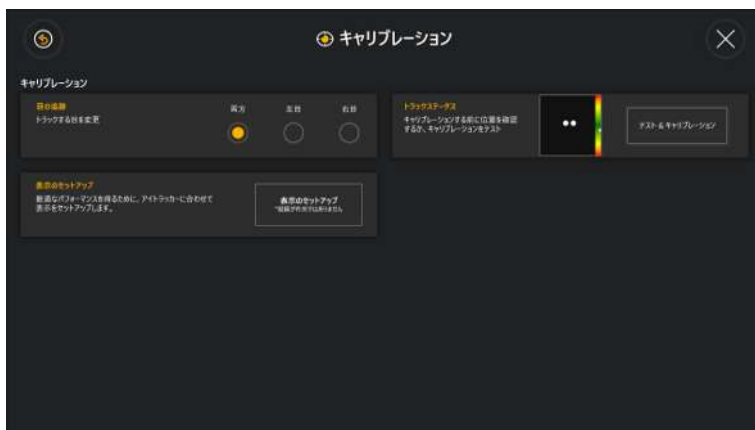 キャリブレーション
キャリブレーション
目の追跡
トラックする目を変更
両方
左目
右目
トラックステータス
キャリブレーションする前に位置を確認
するか、キャリブレーションをテスト
テスト & キャリブレーション
表示のセットアップ
最適なパフォーマンスを得るために、アイトラッカーに合わせて
表示をセットアップします。
表示のセットアップ